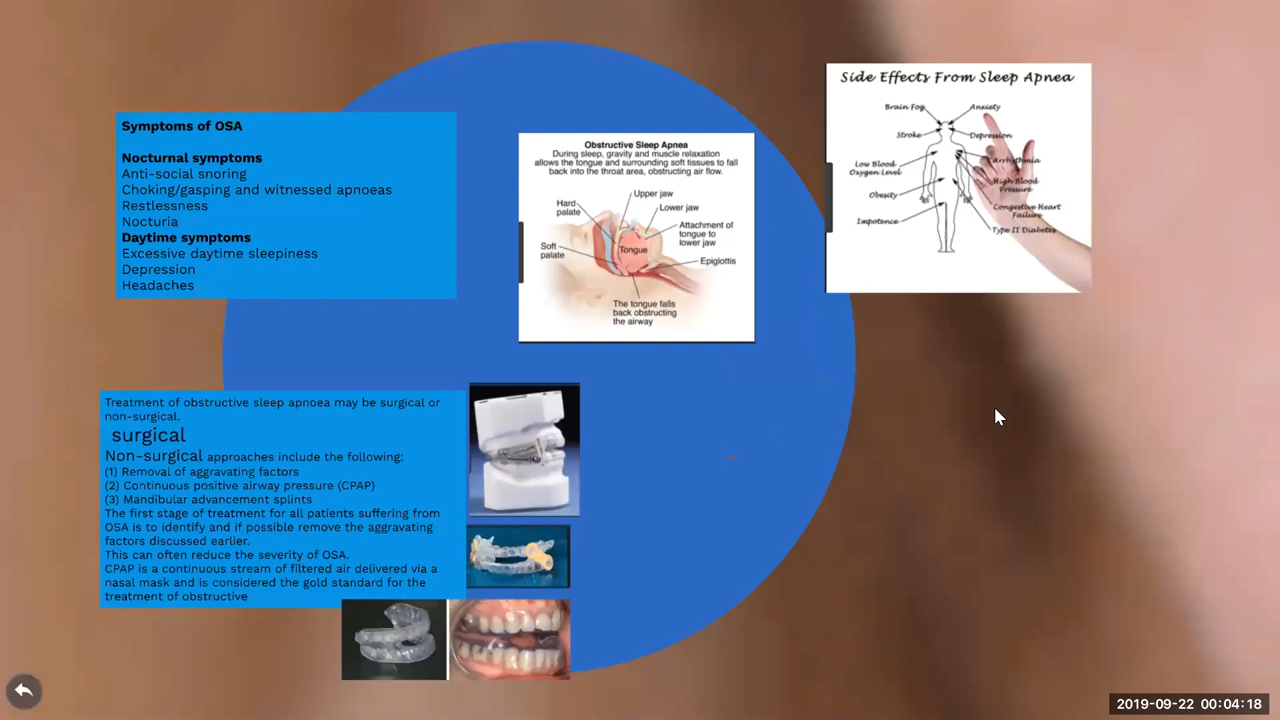 Symptoms of OSA
Nocturnal symptoms
Anti-social snoring
Choking/gasping and witnessed apnoeas
Restlessness
Nocturia
Daytime symptoms
Excessive daytime sleepiness
Depression
Headaches
Obstructive Sleep Apnea
During sleep, gravity and muscle relaxation
allows the tongue and surrounding soft tissues to fall
back into the throat area, obstructing air flow.
Upper jaw
Hard
palate
Lower jaw
Attachment of
tongue to
lower jaw
Soft
palate
Tongue
Epiglottis
The tongue falls
back obstructing
the airway
Side Effects From Sleep Apnea
Brain Fog
Anxiety
Stroke
Depression
Low Blood
Oxygen Level
Arrhythmia
High Blood
Pressure
Obesity
Congestive Heart
Failure
Impotence
Type II Diabetes
Treatment of obstructive sleep apnoea may be surgical or
non-surgical.
surgical
Non-surgical approaches include the following:
(1) Removal of aggravating factors
(2) Continuous positive airway pressure (CPAP)
(3) Mandibular advancement splints
The first stage of treatment for all patients suffering from
OSA is to identify and if possible remove the aggravating
factors discussed earlier.
This can often reduce the severity of OSA.
CPAP is a continuous stream of filtered air delivered via a
nasal mask and is considered the gold standard for the
treatment of obstructive
2019-09-22 00:04:18